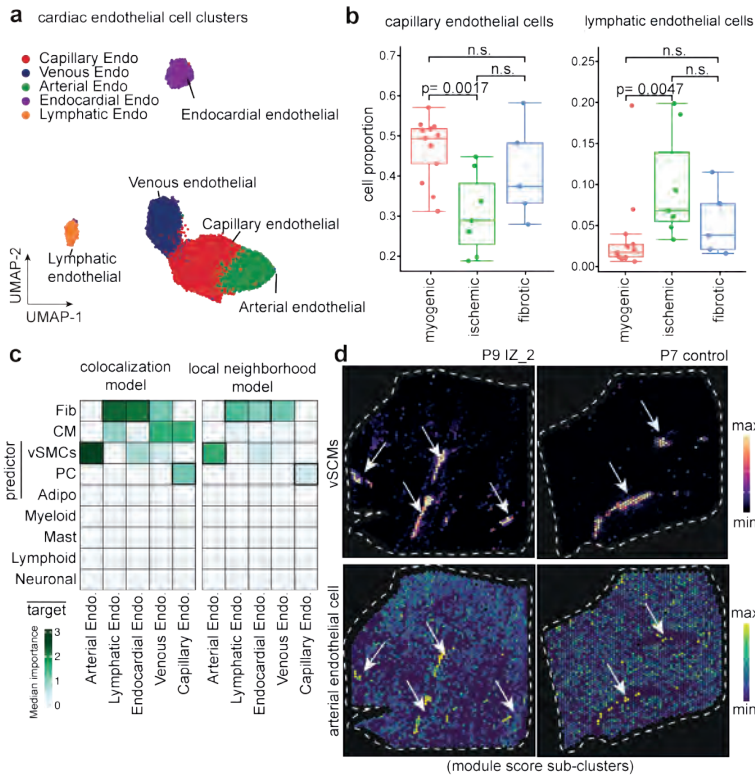 a cardiac endothelial cell clusters
Capillary Endo
Venous Endo
Arterial Endo
Endocardial Endo
Lymphatic Endo
Endocardial endothelial
Venous endothelial
Capillary endothelial
Lymphatic
endothelial
Arterial endothelial
UMAP-2
UMAP-1
b capillary endothelial cells
lymphatic endothelial cells
cell proportion
0.7
0.6
0.5
0.4
0.3
0.2
n.s.
n.s.
p= 0.0017
myogenic
ischemic
fibrotic
0.25
0.20
0.15
0.10
0.05
0.00
n.s.
n.s.
p= 0.0047
myogenic
ischemic
fibrotic
c
colocalization
model
local neighborhood
model
predictor
Fib
CM
vSMCs
PC
Adipo
Myeloid
Mast
Lymphoid
Neuronal
target
Arterial Endo.
Lymphatic Endo.
Endocardial Endo.
Venous Endo.
Capillary Endo.
Arterial Endo.
Lymphatic Endo.
Endocardial Endo.
Venous Endo.
Capillary Endo.
Median importance
3
2
1
0
d
P9 IZ_2
P7 control
vSCMs
max
min
arterial endothelial cell
max
min
(module score sub-clusters)